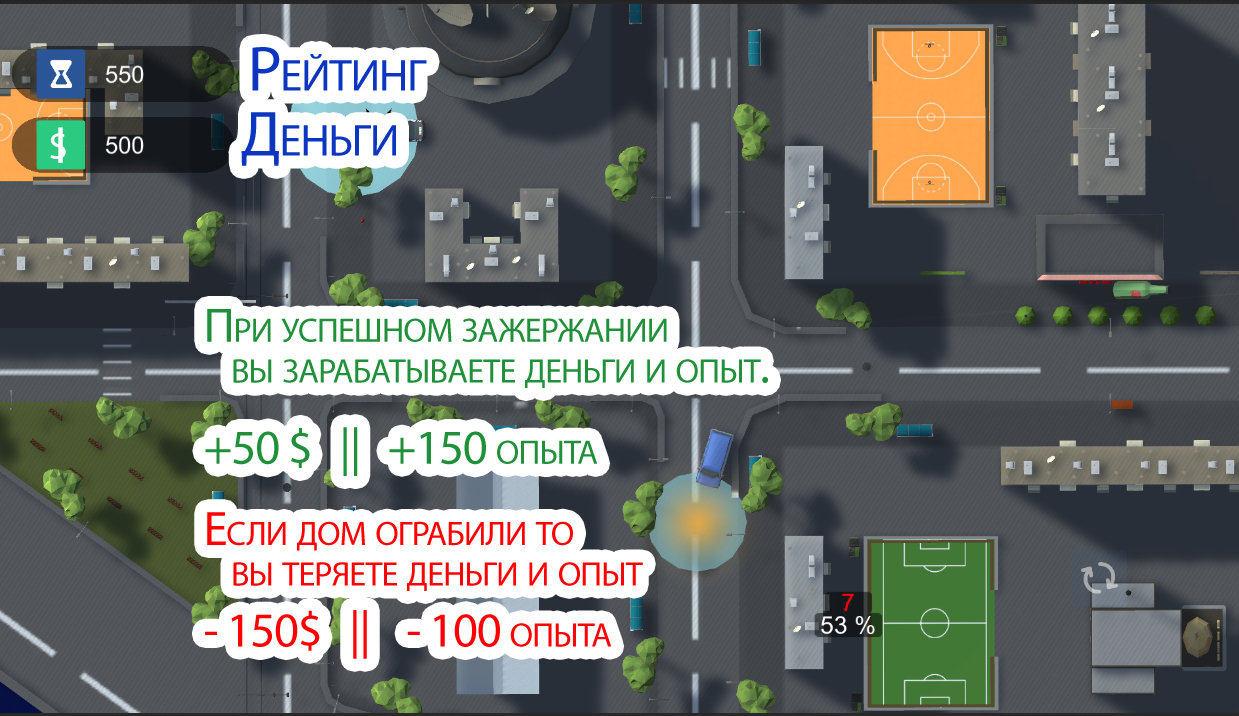 550
Рейтинг
500
Деньги
При успешном зажержании
вы зарабатываете деньги и опыт.
+50 $ || +150 опыта
Если дом ограбили то
вы теряете деньги и опыт
- 150$ || - 100 опыта
7
53 %